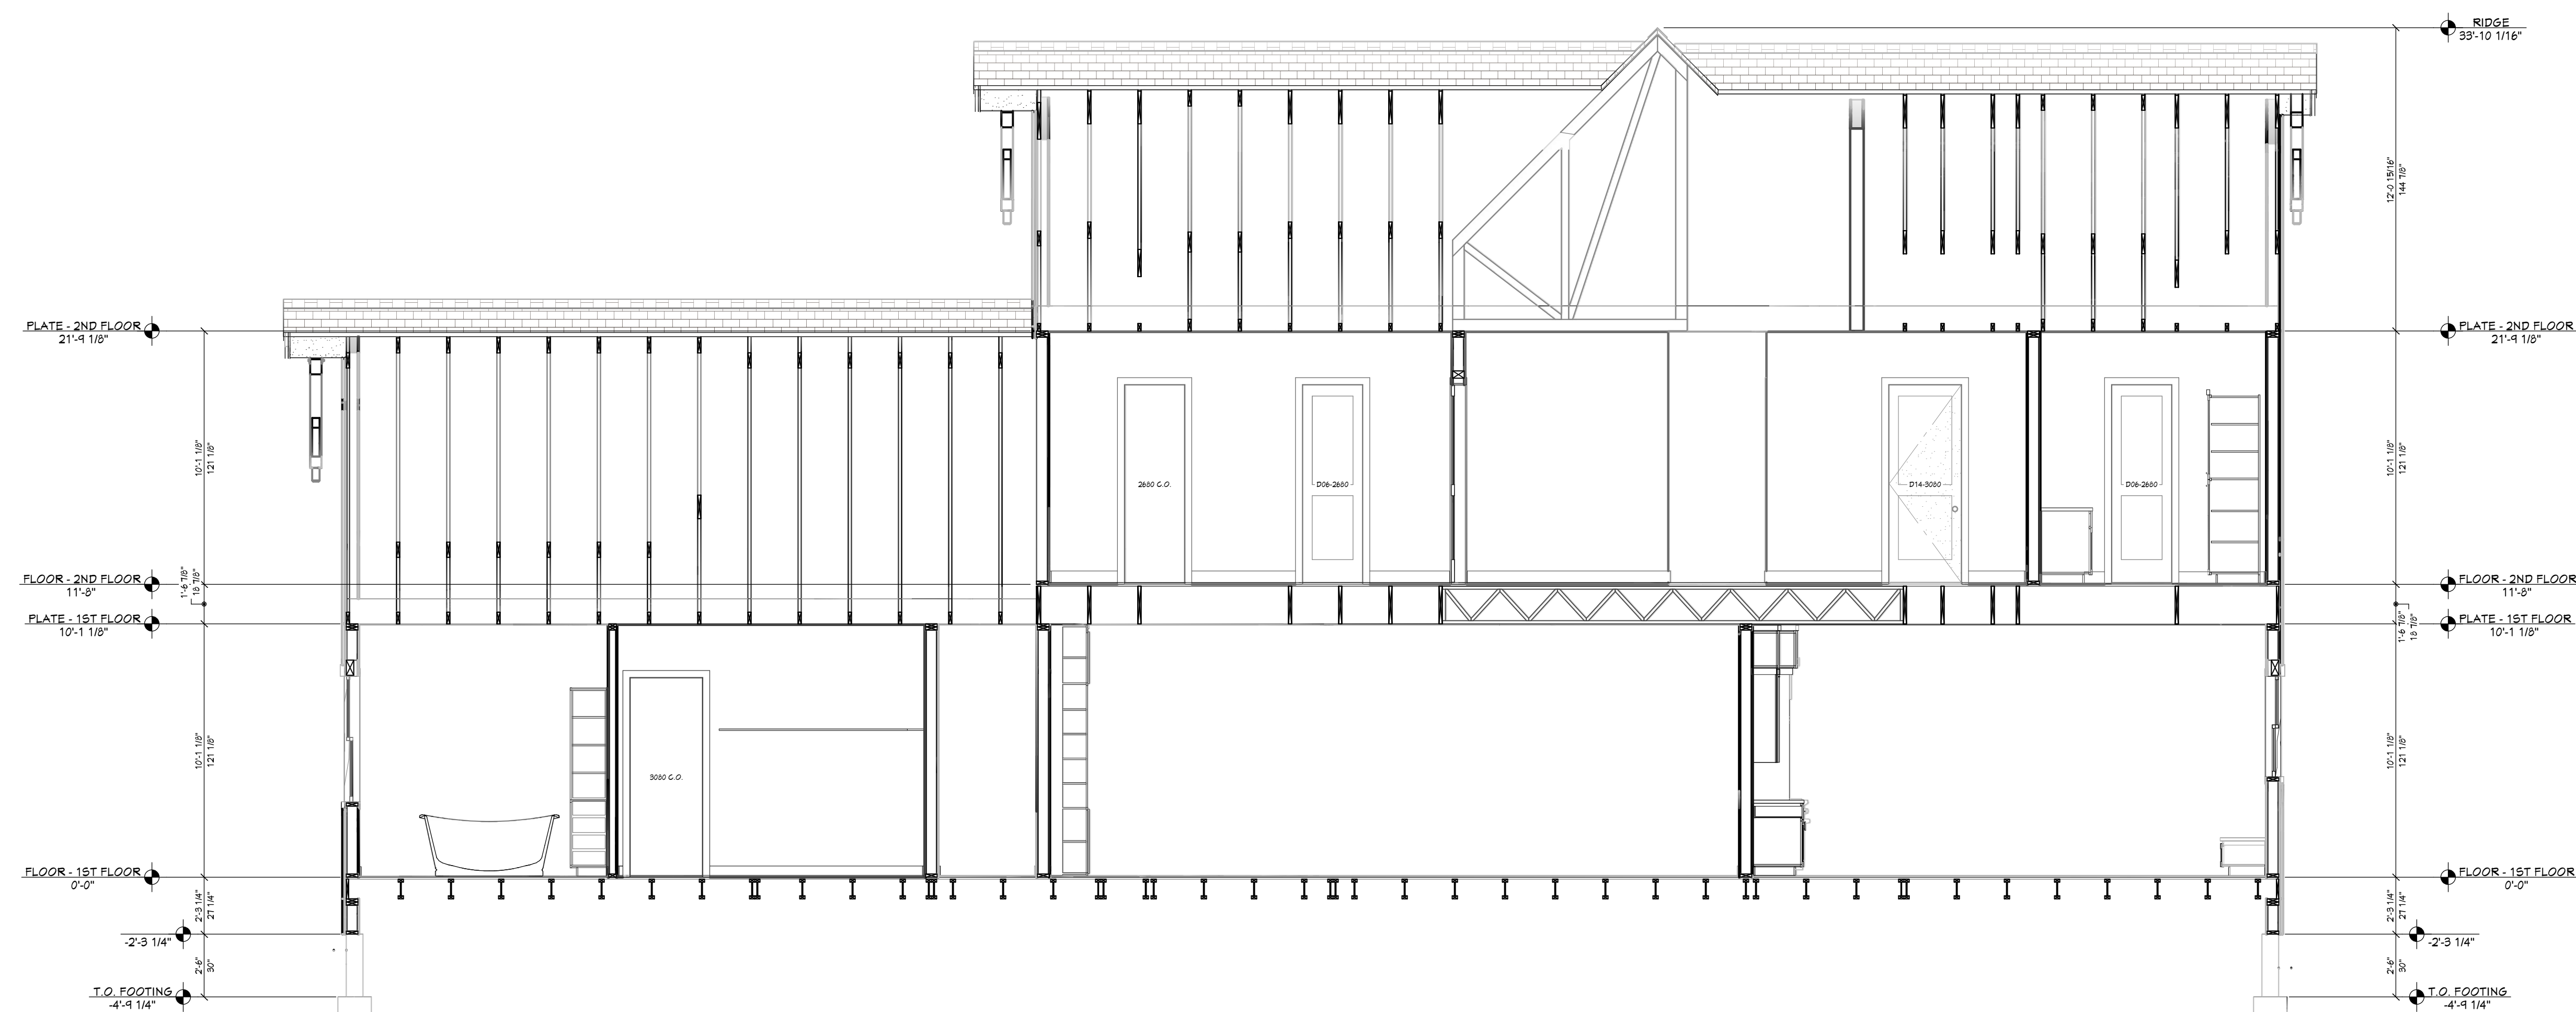 RIDGE
33'-10 1/16"
12'-0 15/16"
144 7/8"
PLATE - 2ND FLOOR
21'-9 1/8"
PLATE - 2ND FLOOR
21'-9 1/8"
10'-1 1/8"
121 1/8"
2680 C.O.
D06-2680
D14-3080
D06-2680
10'-1 1/8"
121 1/8"
FLOOR - 2ND FLOOR
11'-8"
1'-6 7/8"
18 7/8"
FLOOR - 2ND FLOOR
11'-8"
PLATE - 1ST FLOOR
10'-1 1/8"
1'-6 7/8"
18 7/8"
PLATE - 1ST FLOOR
10'-1 1/8"
10'-1 1/8"
121 1/8"
3080 C.O.
10'-1 1/8"
121 1/8"
FLOOR - 1ST FLOOR
0'-0"
FLOOR - 1ST FLOOR
0'-0"
2'-3 1/4"
27 1/4"
2'-3 1/4"
27 1/4"
-2'-3 1/4"
-2'-3 1/4"
2'-6"
30"
2'-6"
30"
T.O. FOOTING
-4'-9 1/4"
T.O. FOOTING
-4'-9 1/4"